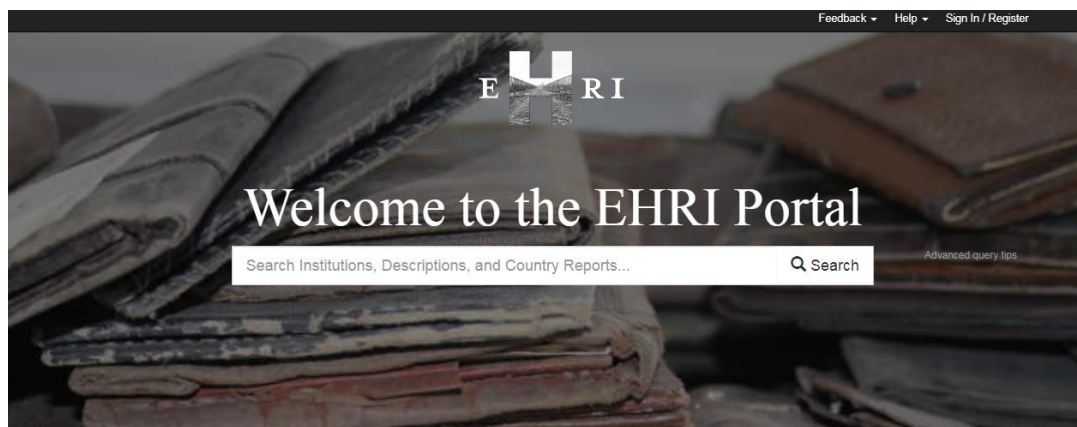 Feedback Help Sign In / Register
EHRI
Welcome to the EHRI Portal
Search Institutions, Descriptions, and Country Reports... Search
Advanced query tips